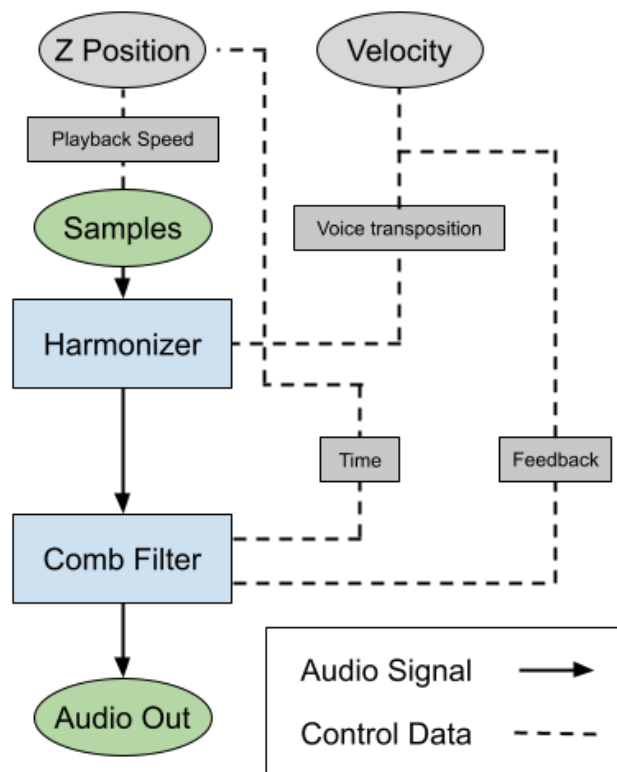 Z Position
Velocity
Playback Speed
Samples
Voice transposition
Harmonizer
Time
Feedback
Comb Filter
Audio Signal
Audio Out
Control Data